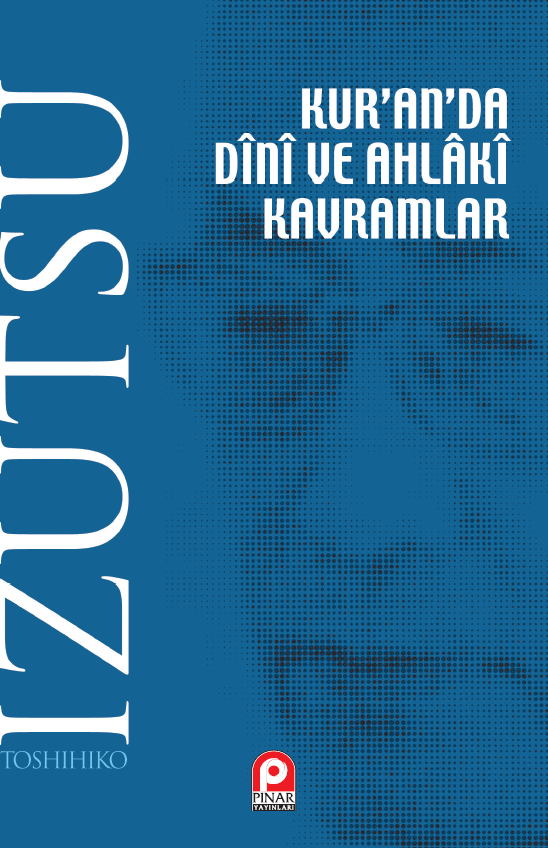 KUR'AN'DA
DÎNÎ VE AHLÂKÎ
KAVRAMLAR
IZUTSU
TOSHIHIKO
P
PINAR
YAYINLARI